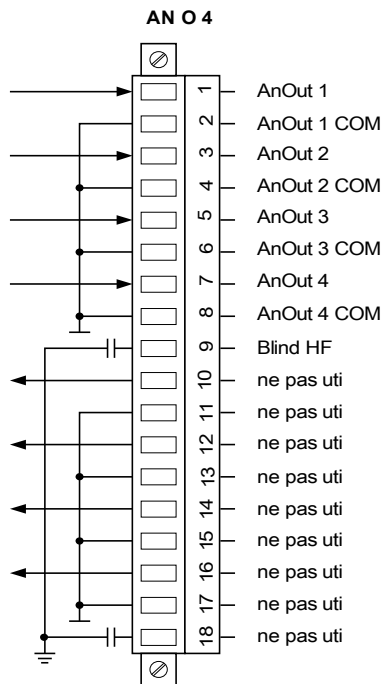 AN O 4
1 AnOut 1
2 AnOut 1 COM
3 AnOut 2
4 AnOut 2 COM
5 AnOut 3
6 AnOut 3 COM
7 AnOut 4
8 AnOut 4 COM
9 Blind HF
10 ne pas uti
11 ne pas uti
12 ne pas uti
13 ne pas uti
14 ne pas uti
15 ne pas uti
16 ne pas uti
17 ne pas uti
18 ne pas uti